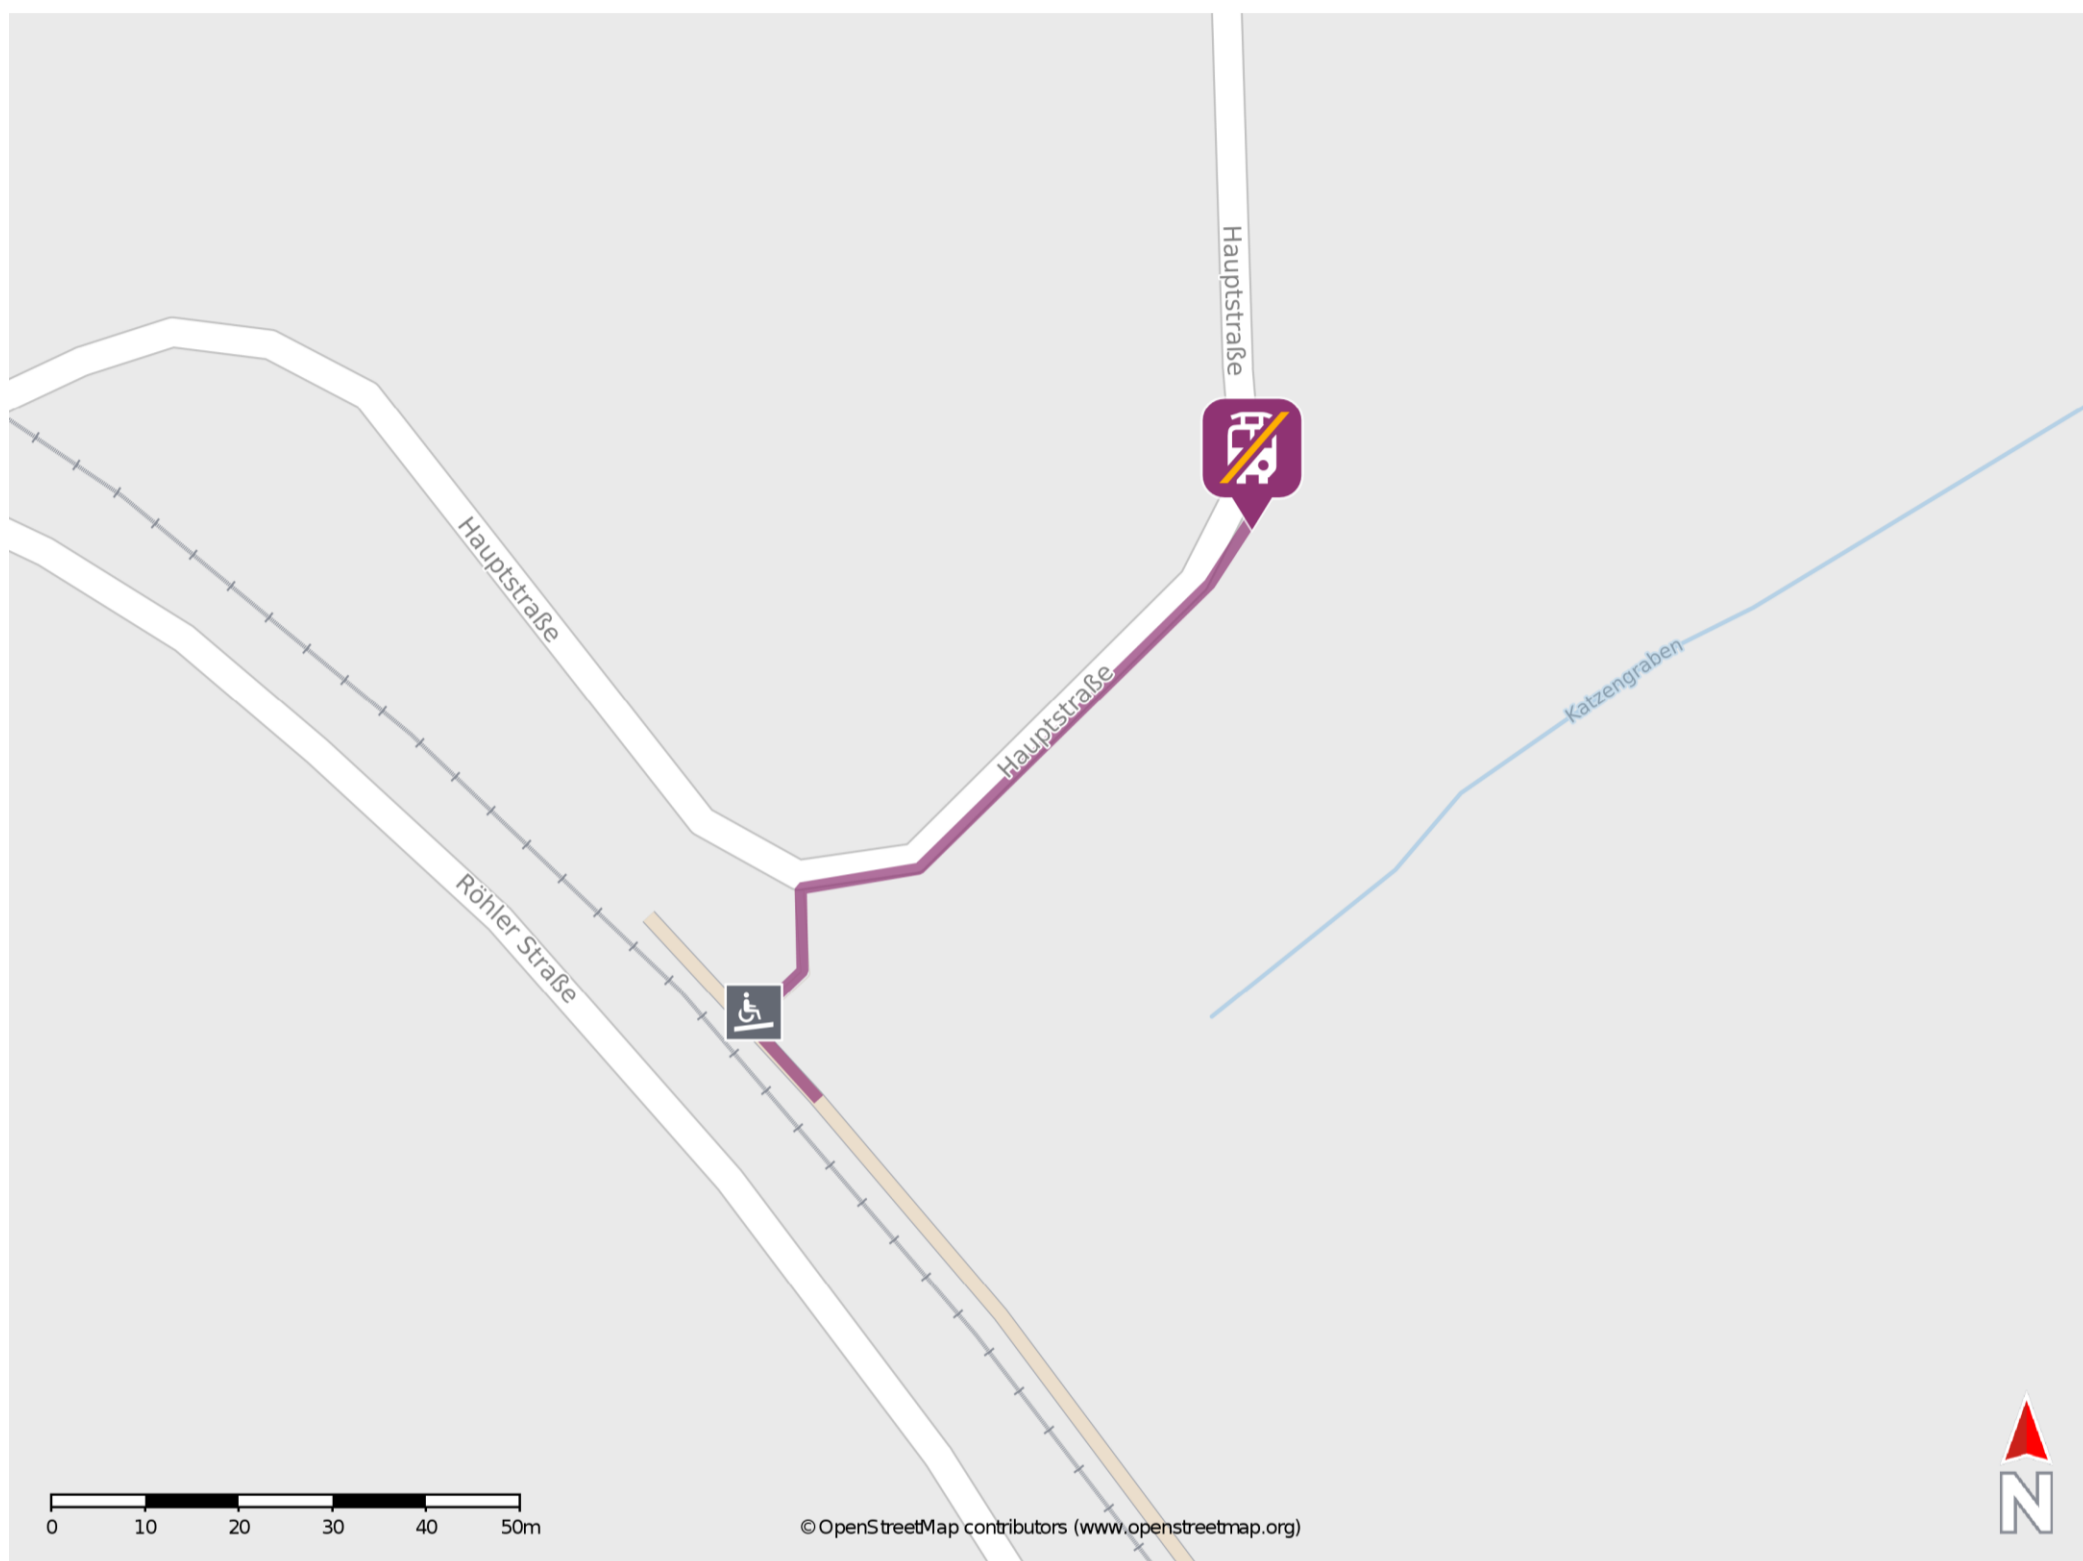 Hauptstraße
Hauptstraße
Hauptstraße
Katzengraben
Röhler Straße
0 10 20 30 40 50m
© OpenStreetMap contributors (www.openstreetmap.org)
N